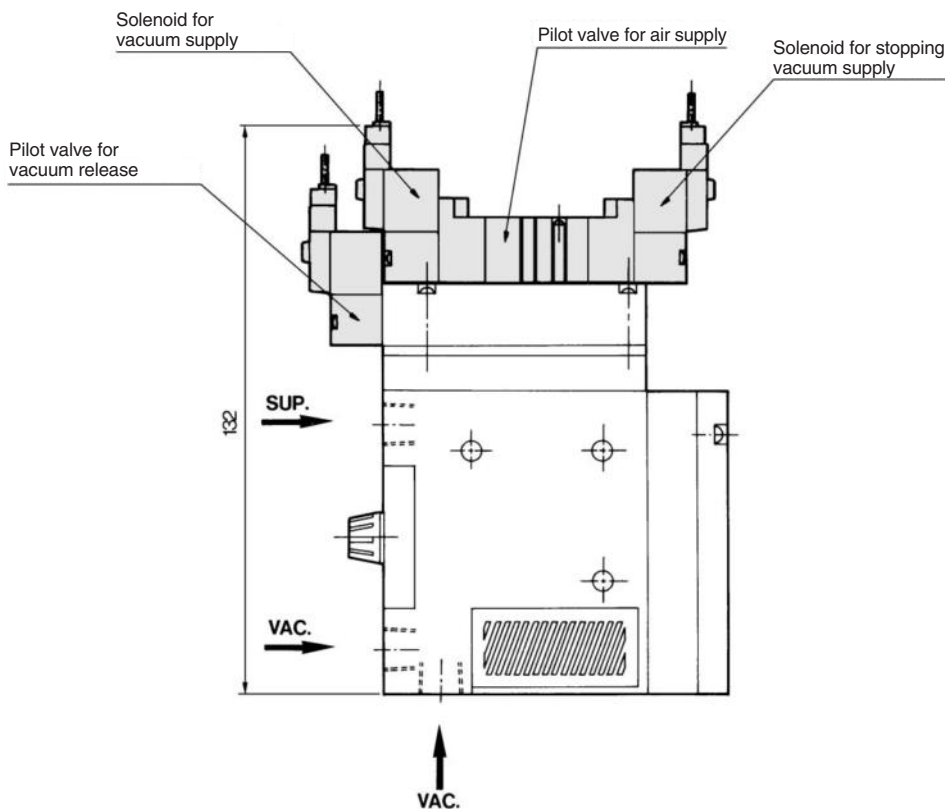 Solenoid for
vacuum supply
Pilot valve for air supply
Solenoid for stopping
vacuum supply
Pilot valve for
vacuum release
132
SUP.
VAC.
VAC.